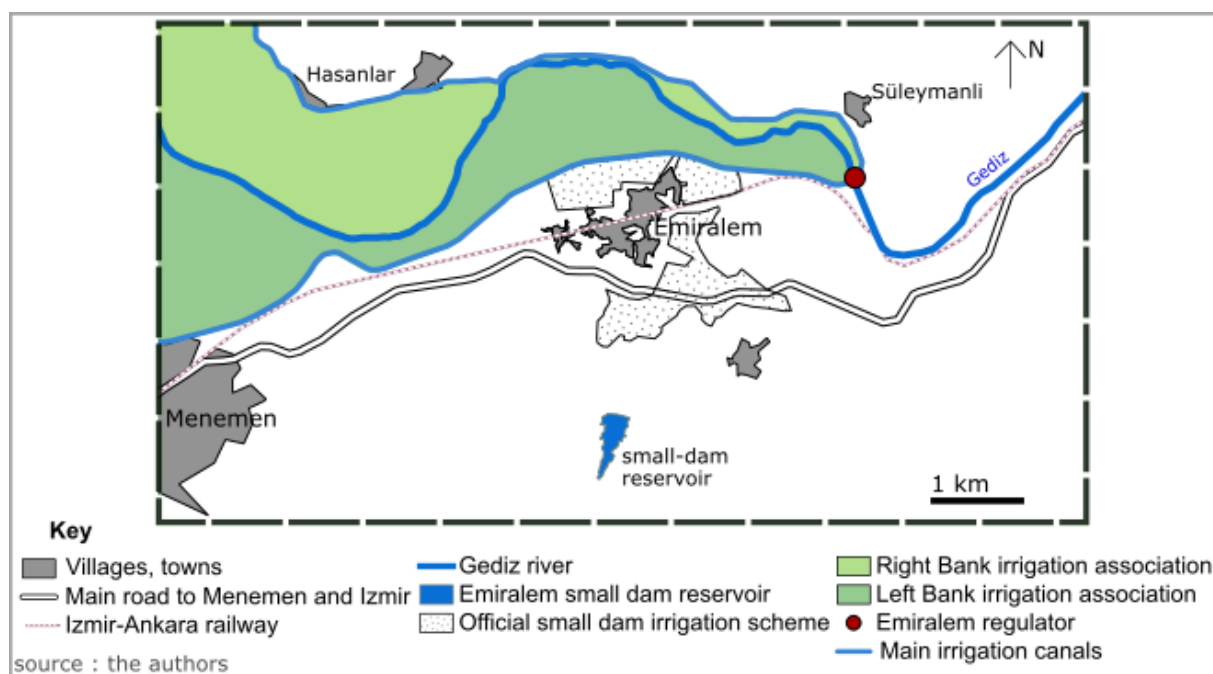 N
Hasanlar
Süleymanli
Gediz
Emiralem
Menemen
small-dam
reservoir
1 km
Key
Villages, towns
Main road to Menemen and Izmir
Izmir-Ankara railway
Gediz river
Emiralem small dam reservoir
Official small dam irrigation scheme
Right Bank irrigation association
Left Bank irrigation association
Emiralem regulator
Main irrigation canals
source : the authors